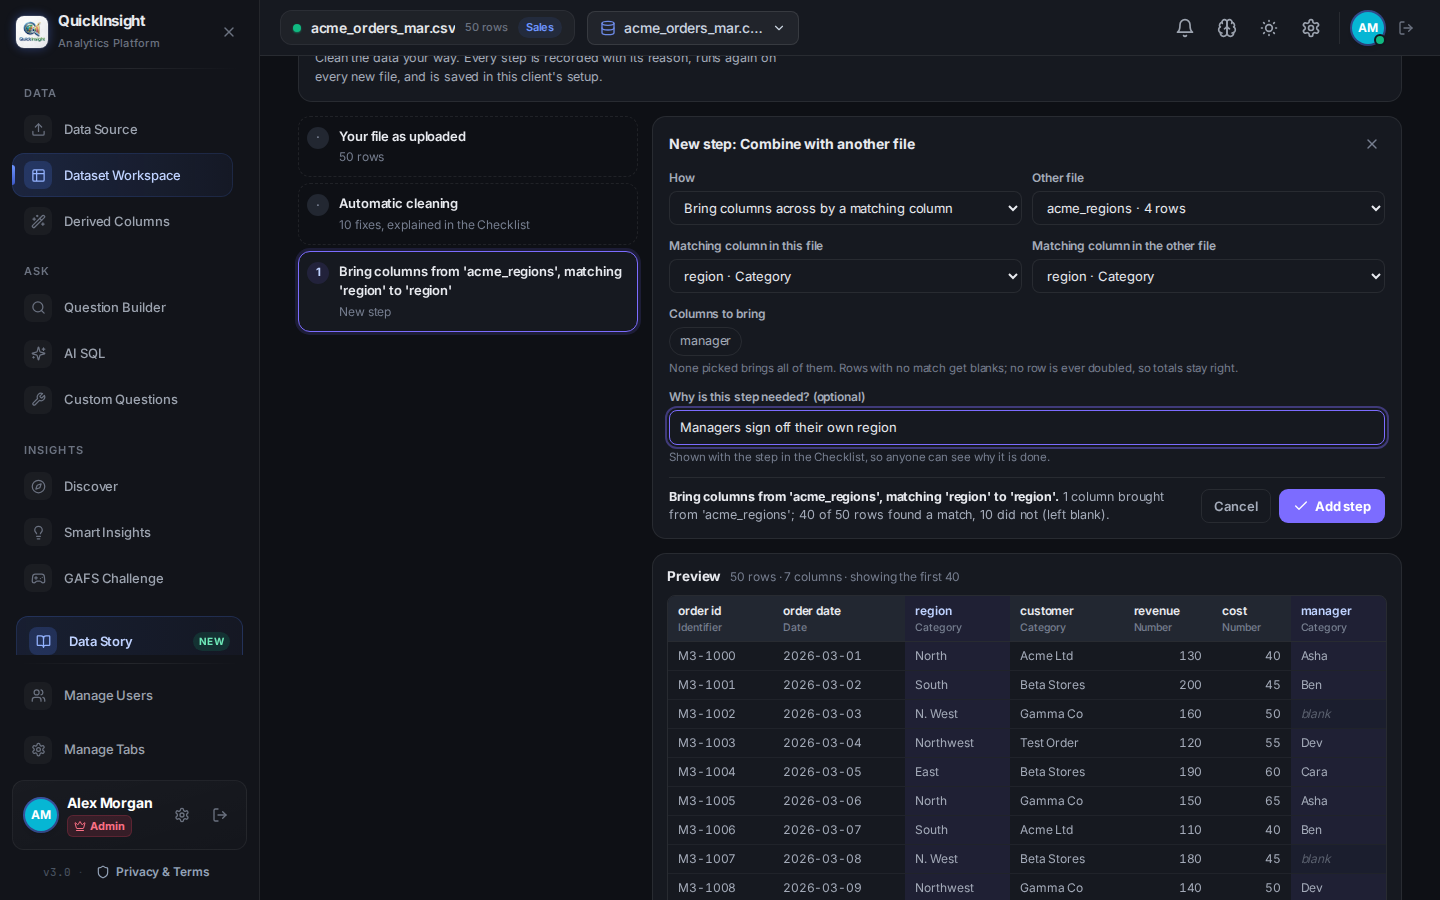 QuickInsight
Analytics Platform
DATA
Data Source
Dataset Workspace
Derived Columns
ASK
Question Builder
AI SQL
Custom Questions
INSIGHTS
Discover
Smart Insights
GAFS Challenge
Data Story NEW
Manage Users
Manage Tabs
AM Alex Morgan
Admin
v3.0 · Privacy & Terms
acme_orders_mar.csv 50 rows Sales
acme_orders_mar.c...
AM
Clean the data your way. Every step is recorded with its reason, runs again on
every new file, and is saved in this client's setup.
Your file as uploaded
50 rows
Automatic cleaning
10 fixes, explained in the Checklist
1 Bring columns from 'acme_regions', matching
'region' to 'region'
New step
New step: Combine with another file
How Other file
Bring columns across by a matching column acme_regions · 4 rows
Matching column in this file Matching column in the other file
region · Category region · Category
Columns to bring
manager
None picked brings all of them. Rows with no match get blanks; no row is ever doubled, so totals stay right.
Why is this step needed? (optional)
Managers sign off their own region
Shown with the step in the Checklist, so anyone can see why it is done.
Bring columns from 'acme_regions', matching 'region' to 'region'. 1 column brought
from 'acme_regions'; 40 of 50 rows found a match, 10 did not (left blank).
Cancel Add step
Preview 50 rows · 7 columns · showing the first 40
order id order date region customer revenue cost manager
Identifier Date Category Category Number Number Category
M3-1000 2026-03-01 North Acme Ltd 130 40 Asha
M3-1001 2026-03-02 South Beta Stores 200 45 Ben
M3-1002 2026-03-03 N. West Gamma Co 160 50 blank
M3-1003 2026-03-04 Northwest Test Order 120 55 Dev
M3-1004 2026-03-05 East Beta Stores 190 60 Cara
M3-1005 2026-03-06 North Gamma Co 150 65 Asha
M3-1006 2026-03-07 South Acme Ltd 110 40 Ben
M3-1007 2026-03-08 N. West Beta Stores 180 45 blank
M3-1008 2026-03-09 Northwest Gamma Co 140 50 Dev